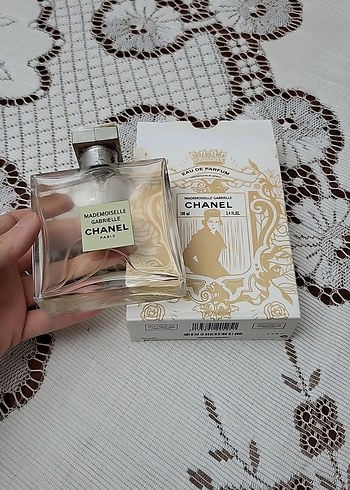 MADEMOISELLE
GABRIELLE
CHANEL
PARIS
EAU DE PARFUM
MADEMOISELLE GABRIELLE
CHANEL
100 ml 3.4 FL.OZ.